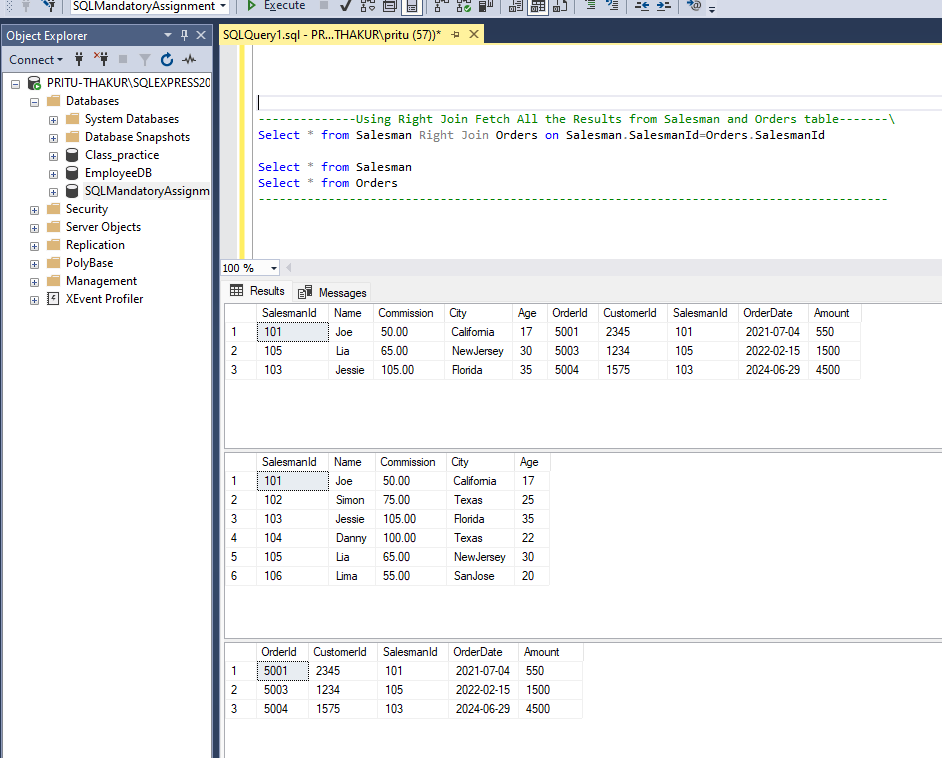 SQLMandatoryAssignment
Execute
Object Explorer
SQLQuery1.sql - PR...THAKUR\pritu (57))*
Connect
PRITU-THAKUR\SQLEXPRESS20
Databases
System Databases
Database Snapshots
Class_practice
EmployeeDB
SQLMandatoryAssignm
Security
Server Objects
Replication
PolyBase
Management
XEvent Profiler
--------------Using Right Join Fetch All the Results from Salesman and Orders table-------\
Select * from Salesman Right Join Orders on Salesman.SalesmanId=Orders.SalesmanId
Select * from Salesman
Select * from Orders
------------------------------------------------------------------------------------------
100 %
Results Messages
SalesmanId Name Commission City Age OrderId CustomerId SalesmanId OrderDate Amount
1 101 Joe 50.00 California 17 5001 2345 101 2021-07-04 550
2 105 Lia 65.00 NewJersey 30 5003 1234 105 2022-02-15 1500
3 103 Jessie 105.00 Florida 35 5004 1575 103 2024-06-29 4500
SalesmanId Name Commission City Age
1 101 Joe 50.00 California 17
2 102 Simon 75.00 Texas 25
3 103 Jessie 105.00 Florida 35
4 104 Danny 100.00 Texas 22
5 105 Lia 65.00 NewJersey 30
6 106 Lima 55.00 SanJose 20
OrderId CustomerId SalesmanId OrderDate Amount
1 5001 2345 101 2021-07-04 550
2 5003 1234 105 2022-02-15 1500
3 5004 1575 103 2024-06-29 4500